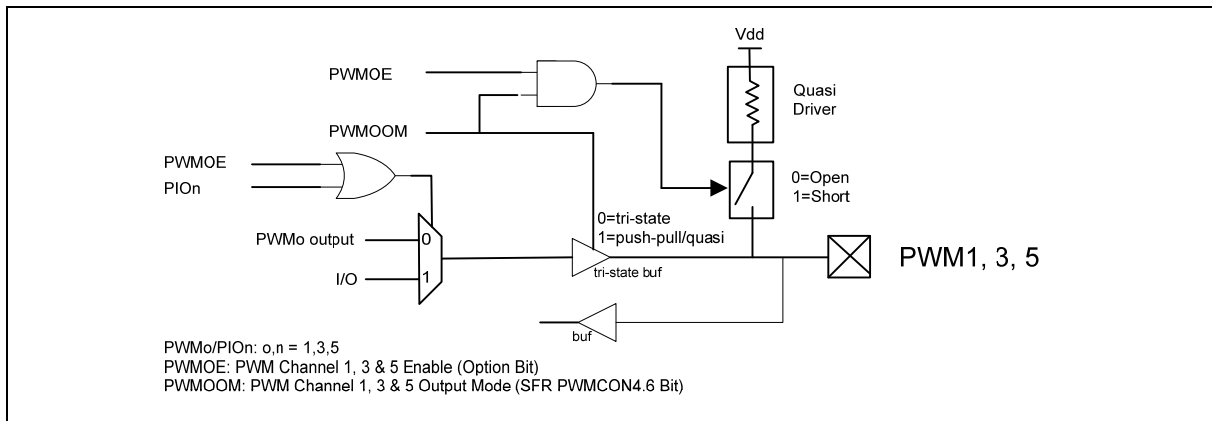 Vdd
PWMOE
Quasi
Driver
PWMOOM
PWMOE
PIOn
0=Open
1=Short
0=tri-state
1=push-pull/quasi
PWMo output
0
I/O
1
tri-state buf
PWM1, 3, 5
buf
PWMo/PIOn: o,n = 1,3,5
PWMOE: PWM Channel 1, 3 & 5 Enable (Option Bit)
PWMOOM: PWM Channel 1, 3 & 5 Output Mode (SFR PWMCON4.6 Bit)